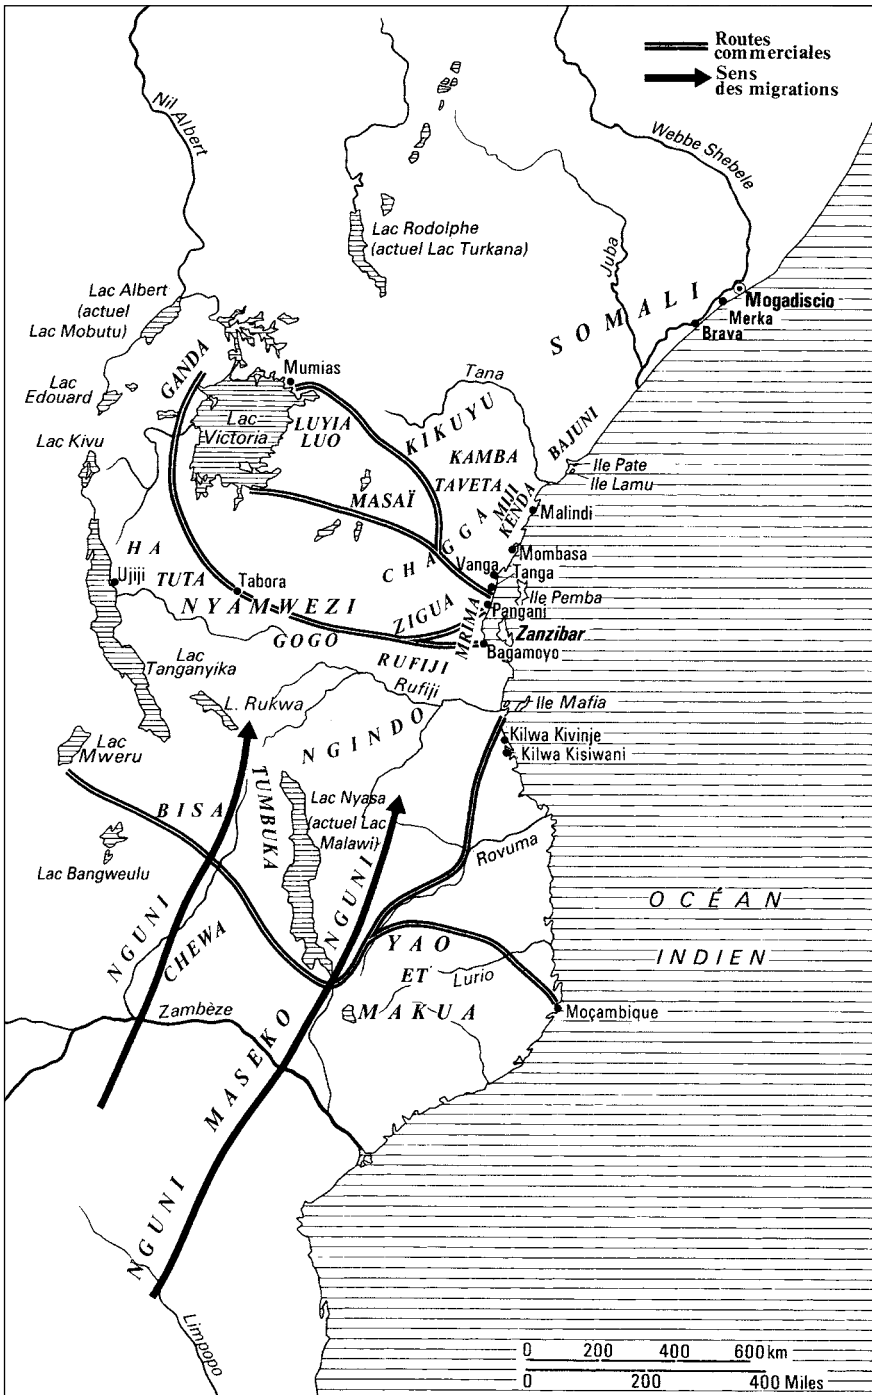 Routes
commerciales
Sens
des migrations
Nil Albert
Webbe Shebele
Lac Rodolphe
(actuel Lac Turkana)
Juba
Lac Albert
(actuel
Lac Mobutu)
SOMALI
Mogadiscio
Merka
Brava
GANDA
Mumias
Tana
Lac
Edouard
Lac
Victoria
LUYIA
LUO
KIKUYU
BAJUNI
Lac Kivu
KAMBA
Ile Pate
Ile Lamu
TAVETA
MASAÏ
MIJI
KENDA
Malindi
CHAGGA
HA
Mombasa
Vanga
Tanga
Ujiji
TUTA
Tabora
Ile Pemba
NYAMWEZI
Pangani
ZIGUA
MRIMA
Zanzibar
GOGO
Bagamoyo
Lac
Tanganyika
RUFIJI
Rufiji
L. Rukwa
Ile Mafia
NGINDO
Kilwa Kivinje
Kilwa Kisiwani
Lac
Mweru
TUMBUKA
BISA
Lac Nyasa
(actuel Lac
Malawi)
Lac Bangweulu
Rovuma
NGUNI
NGUNI
CHEWA
OCÉAN
INDIEN
YAO
ET
MAKUA
Lurio
Zambèze
Moçambique
MASEKO
NGUNI
Limpopo
0 200 400 600 km
0 200 400 Miles